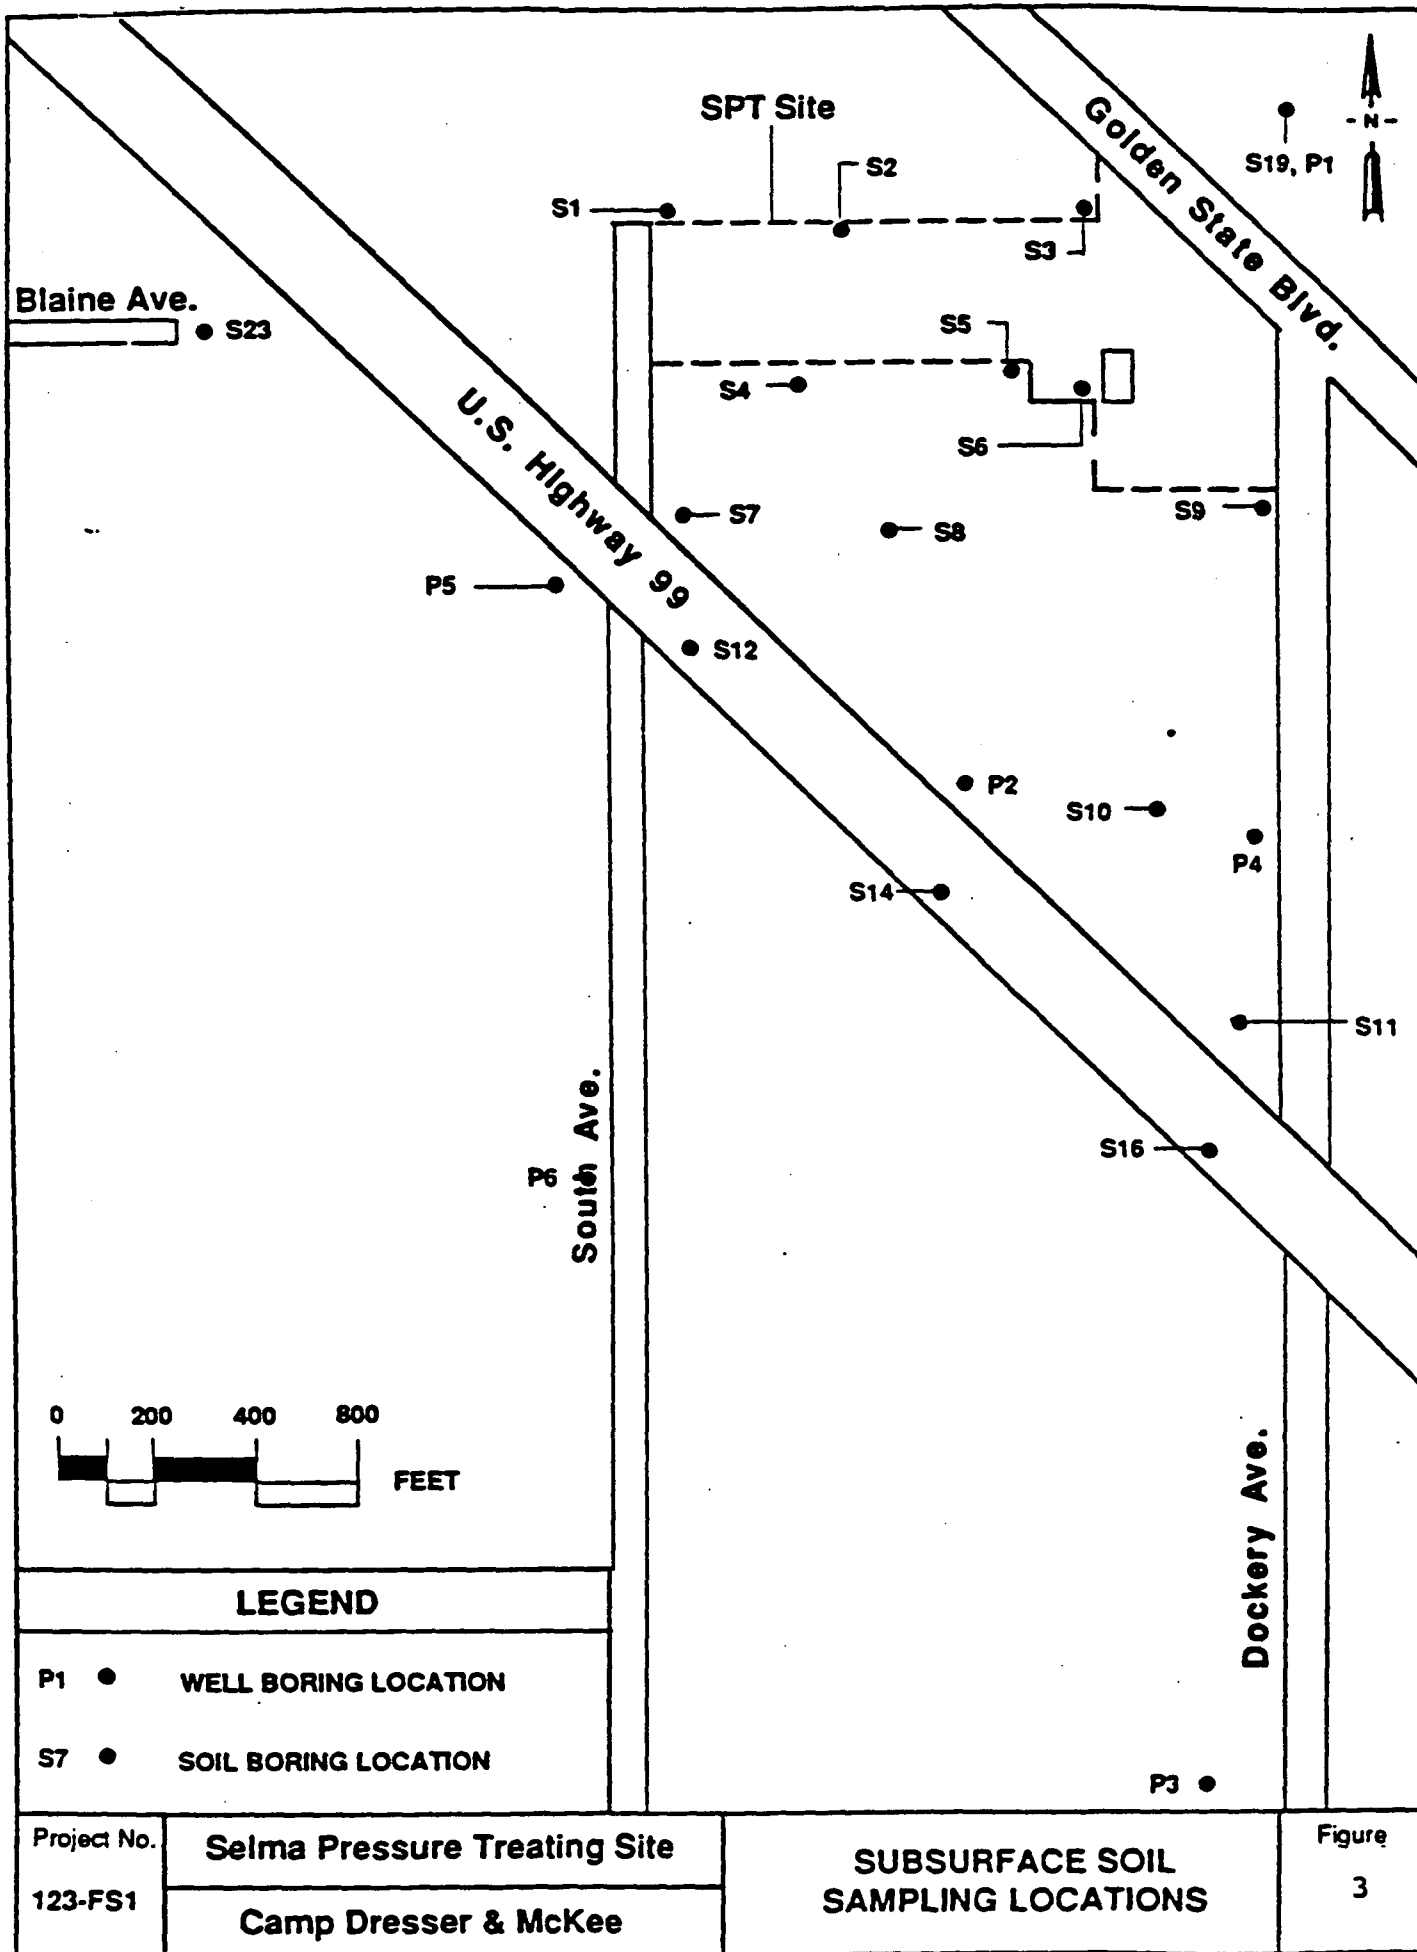 SPT Site
Golden State Blvd.
- N -
S19, P1
S2
S1
S3
Blaine Ave.
S23
S5
S4
S6
U.S. Highway 99
S7
S8
S9
P5
S12
P2
S10
P4
S14
S11
South Ave.
S16
P6
0 200 400 800
FEET
Dockery Ave.
LEGEND
P1 WELL BORING LOCATION
S7 SOIL BORING LOCATION
P3
Project No.
123-FS1
Selma Pressure Treating Site
Camp Dresser & McKee
SUBSURFACE SOIL
SAMPLING LOCATIONS
Figure
3